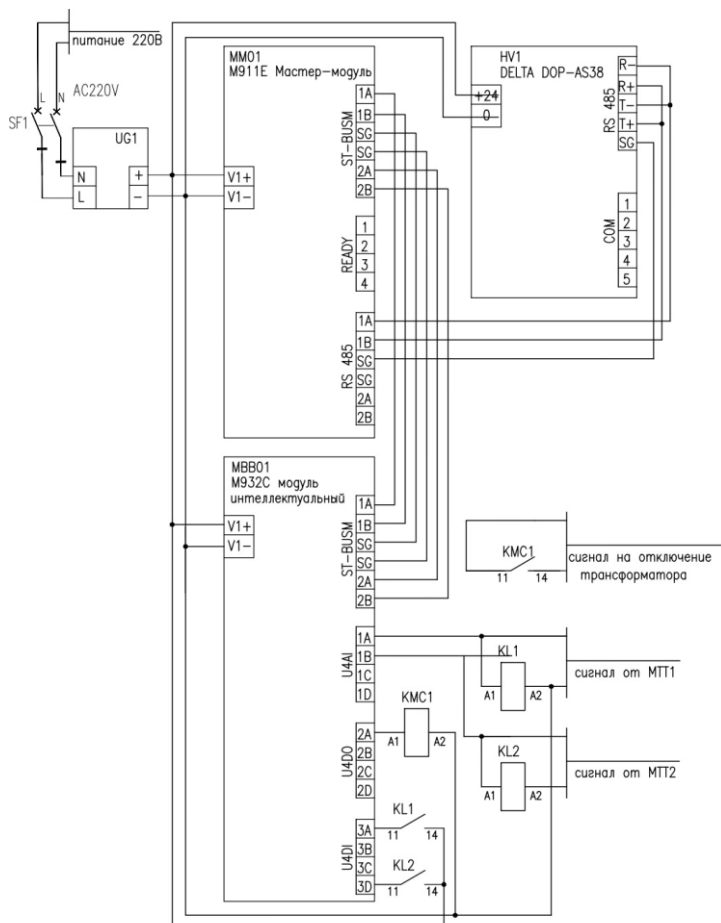 питание 220В
L
N
AC220V
SF1
UG1
N
L
+
-
MM01
M911E Мастер-модуль
V1+
V1-
ST-BUSM
1A
1B
SG
SG
2A
2B
READY
1
2
3
4
RS 485
1A
1B
SG
SG
2A
2B
HV1
DELTA DOP-AS38
+24
0
RS 485
R-
R+
T-
T+
SG
COM
1
2
3
4
5
MBB01
M932C модуль
интеллектуальный
V1+
V1-
ST-BUSM
1A
1B
SG
SG
2A
2B
U4AI
1A
1B
1C
1D
U4DO
2A
2B
2C
2D
U4DI
3A
3B
3C
3D
KMC1
11
14
сигнал на отключение
трансформатора
KL1
A1
A2
сигнал от МТТ1
KL2
A1
A2
сигнал от МТТ2
KMC1
A1
A2
KL1
11
14
KL2
11
14